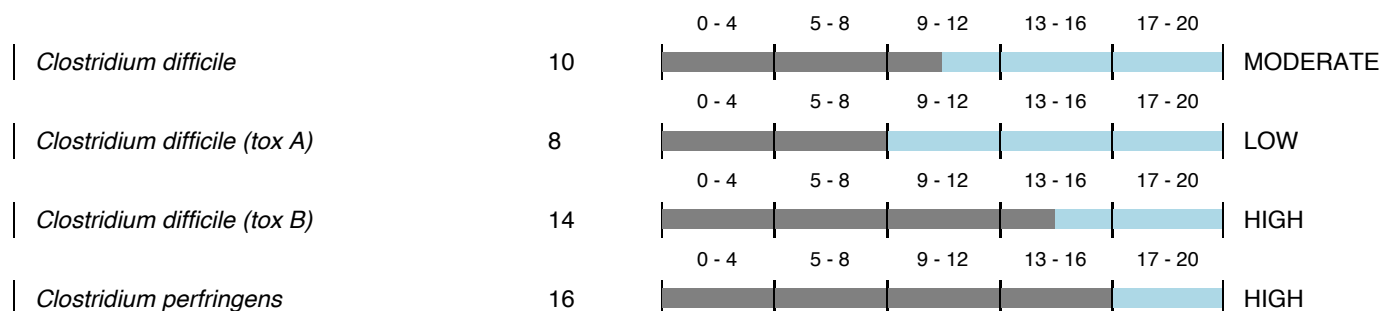 0 - 4 5 - 8 9 - 12 13 - 16 17 - 20
Clostridium difficile 10 MODERATE
0 - 4 5 - 8 9 - 12 13 - 16 17 - 20
Clostridium difficile (tox A) 8 LOW
0 - 4 5 - 8 9 - 12 13 - 16 17 - 20
Clostridium difficile (tox B) 14 HIGH
0 - 4 5 - 8 9 - 12 13 - 16 17 - 20
Clostridium perfringens 16 HIGH